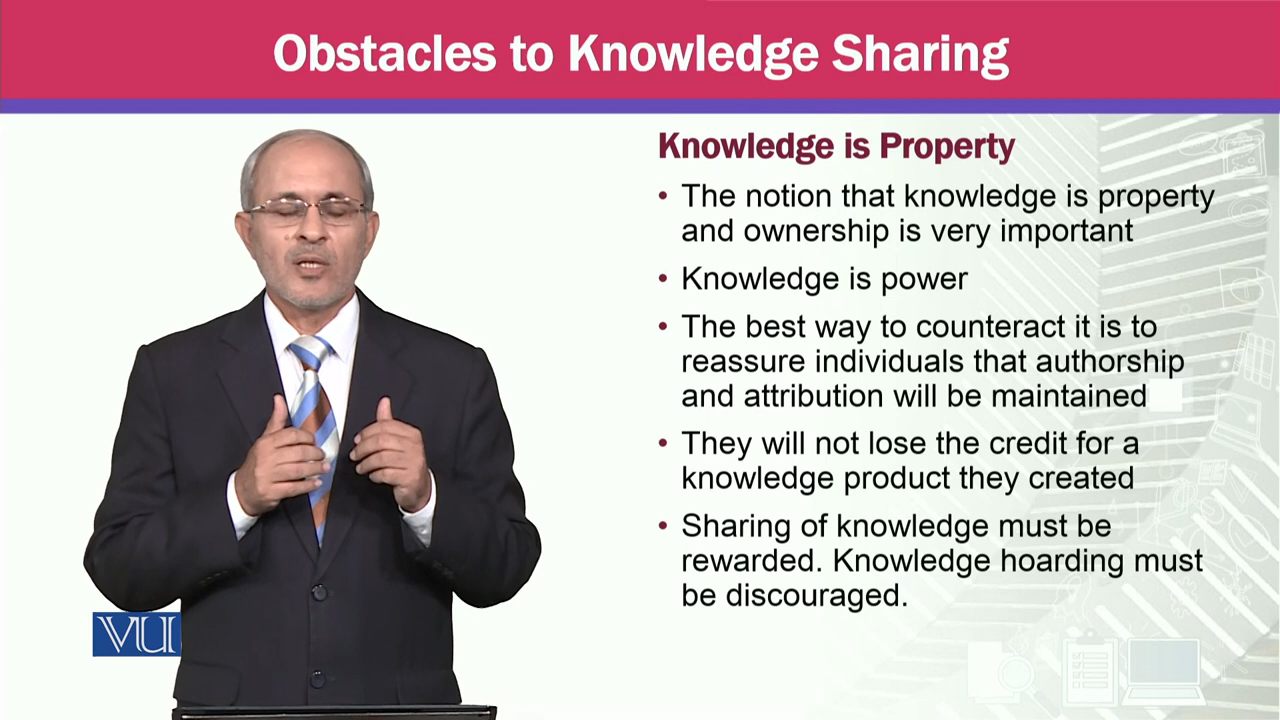 Obstacles to Knowledge Sharing
Knowledge is Property
• The notion that knowledge is property
and ownership is very important
• Knowledge is power
• The best way to counteract it is to
reassure individuals that authorship
and attribution will be maintained
• They will not lose the credit for a
knowledge product they created
• Sharing of knowledge must be
rewarded. Knowledge hoarding must
be discouraged.
VU